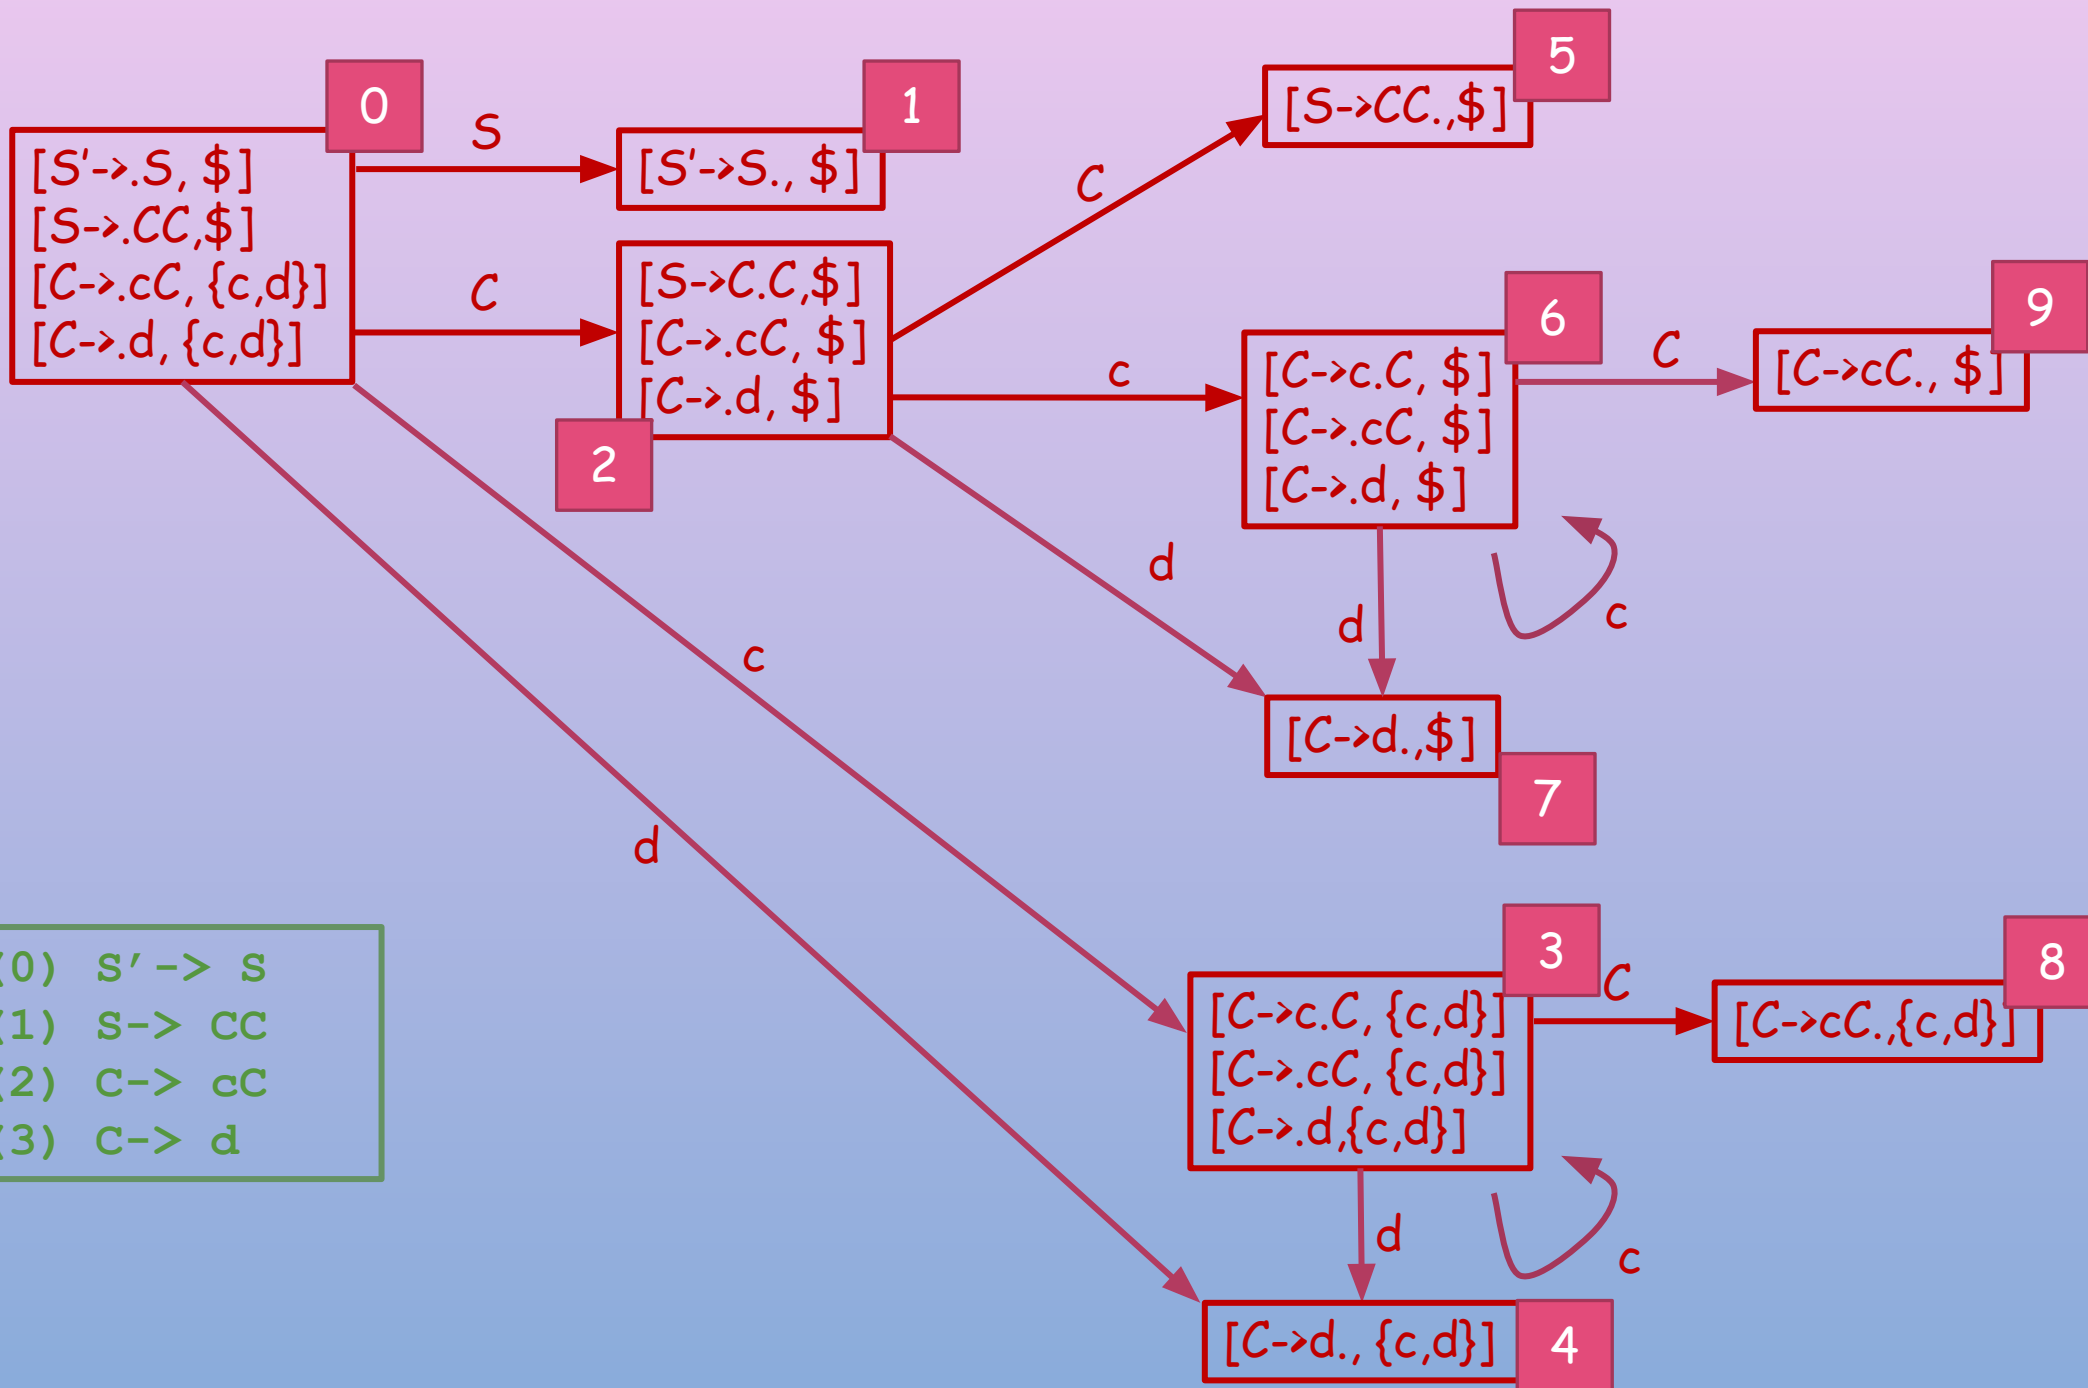 0
S
[S'->.S, $]
[S->.CC,$]
[C->.cC, {c,d}]
[C->.d, {c,d}]
1
[S'->S., $]
C
[S->C.C,$]
[C->.cC, $]
[C->.d, $]
2
C
5
[S->CC.,$]
c
6
[C->c.C, $]
[C->.cC, $]
[C->.d, $]
C
9
[C->cC., $]
d
d
c
[C->d.,$]
7
c
d
3
[C->c.C, {c,d}]
[C->.cC, {c,d}]
[C->.d,{c,d}]
C
8
[C->cC.,{c,d}]
d
c
[C->d., {c,d}]
4
(0) S'-> S
(1) S-> CC
(2) C-> cC
(3) C-> d